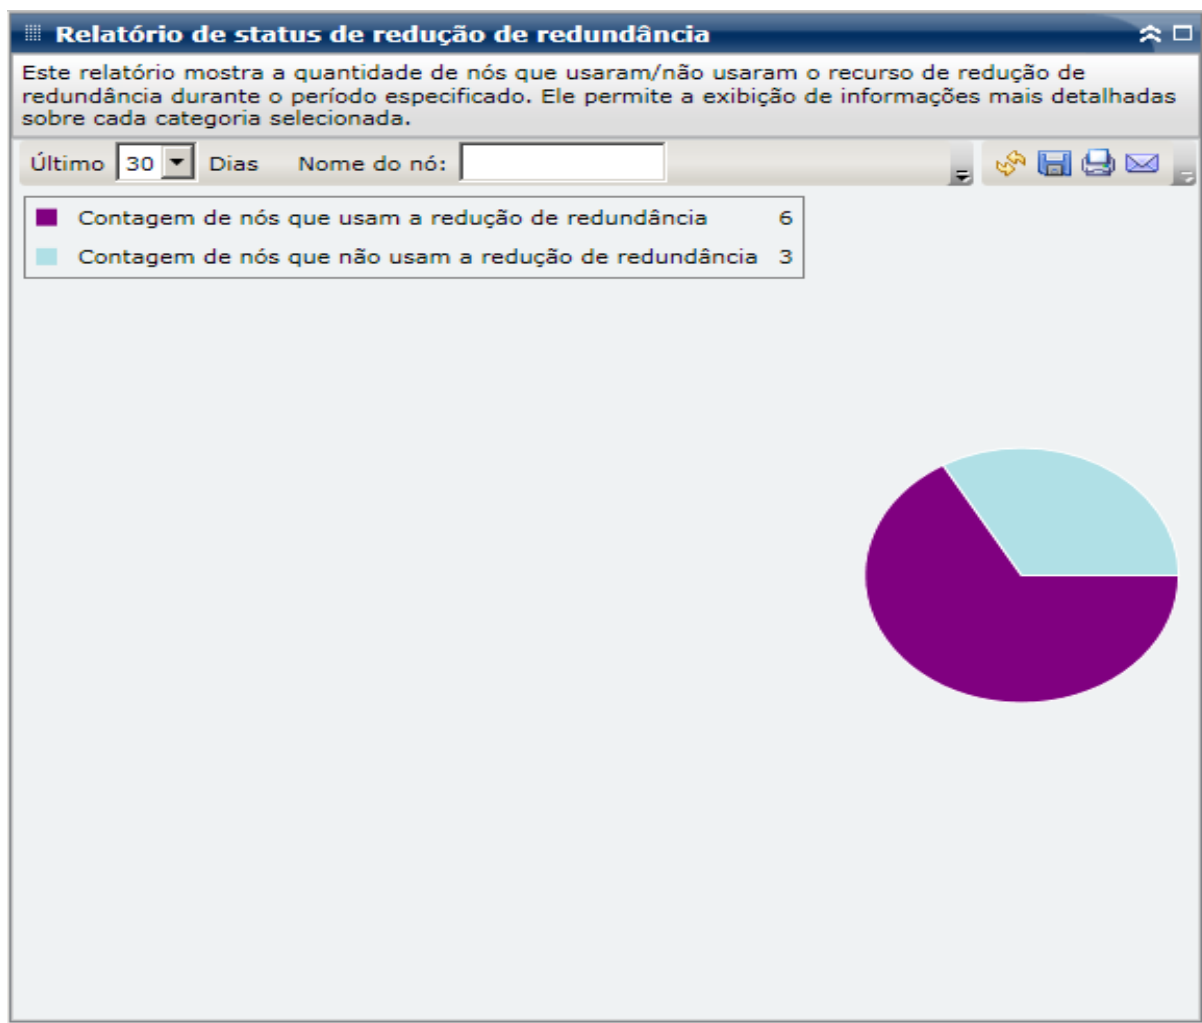 Relatório de status de redução de redundância
Este relatório mostra a quantidade de nós que usaram/não usaram o recurso de redução de
redundância durante o período especificado. Ele permite a exibição de informações mais detalhadas
sobre cada categoria selecionada.
Último 30 Dias Nome do nó:
Contagem de nós que usam a redução de redundância 6
Contagem de nós que não usam a redução de redundância 3